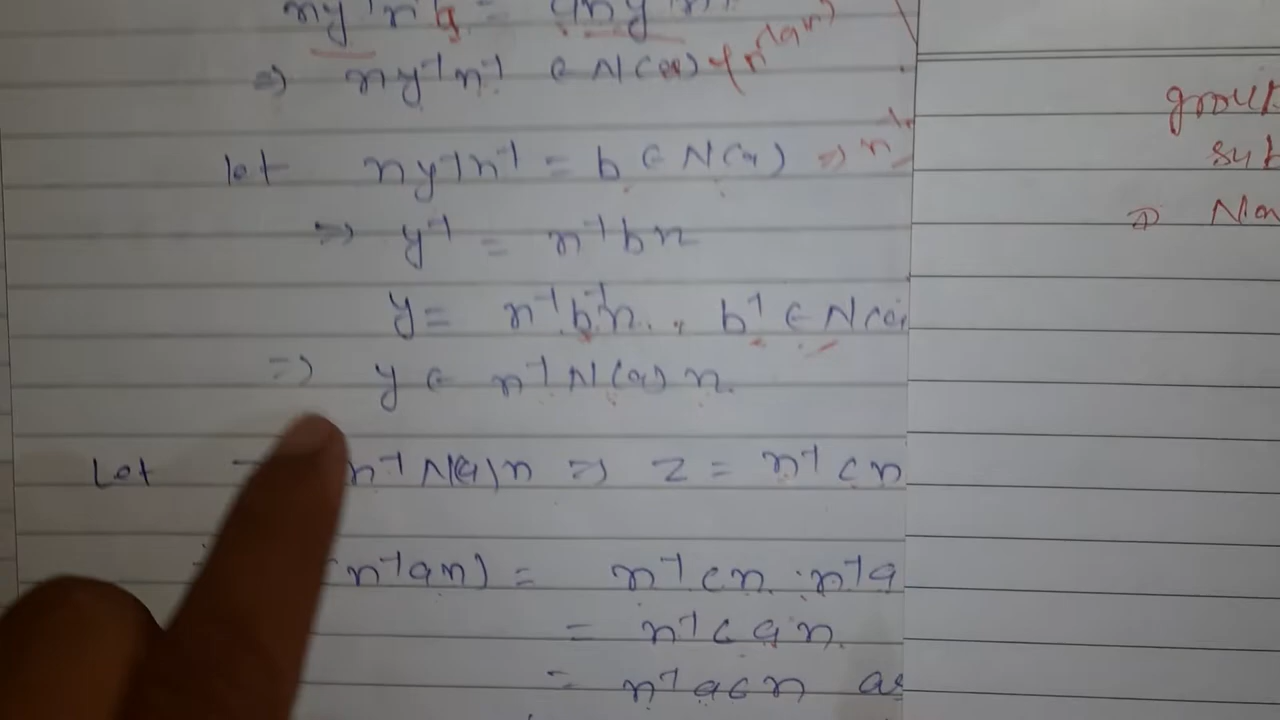 ⇒ xy⁻¹x⁻¹ ∈ N(a)
let xy⁻¹x⁻¹ = b ∈ N(a) ⇒
⇒ y⁻¹ = x⁻¹bx
y = x⁻¹b⁻¹x, b⁻¹ ∈ N(a
⇒ y ∈ x⁻¹N(a)x.
Let x⁻¹N(a)x ⇒ z = x⁻¹cx
x⁻¹ax) = x⁻¹cx·x⁻¹a
= x⁻¹cax
= x⁻¹acx as
group
sub
⇒ N(a